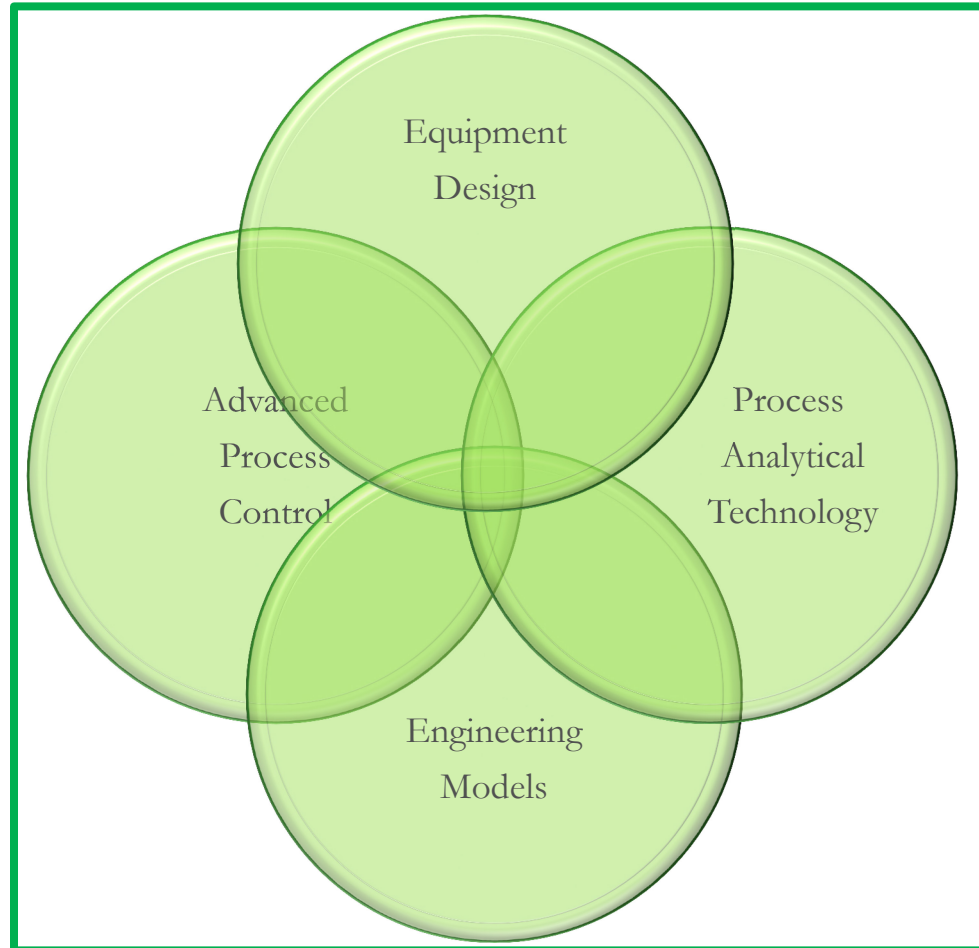 Equipment
Design
Advanced
Process
Control
Process
Analytical
Technology
Engineering
Models